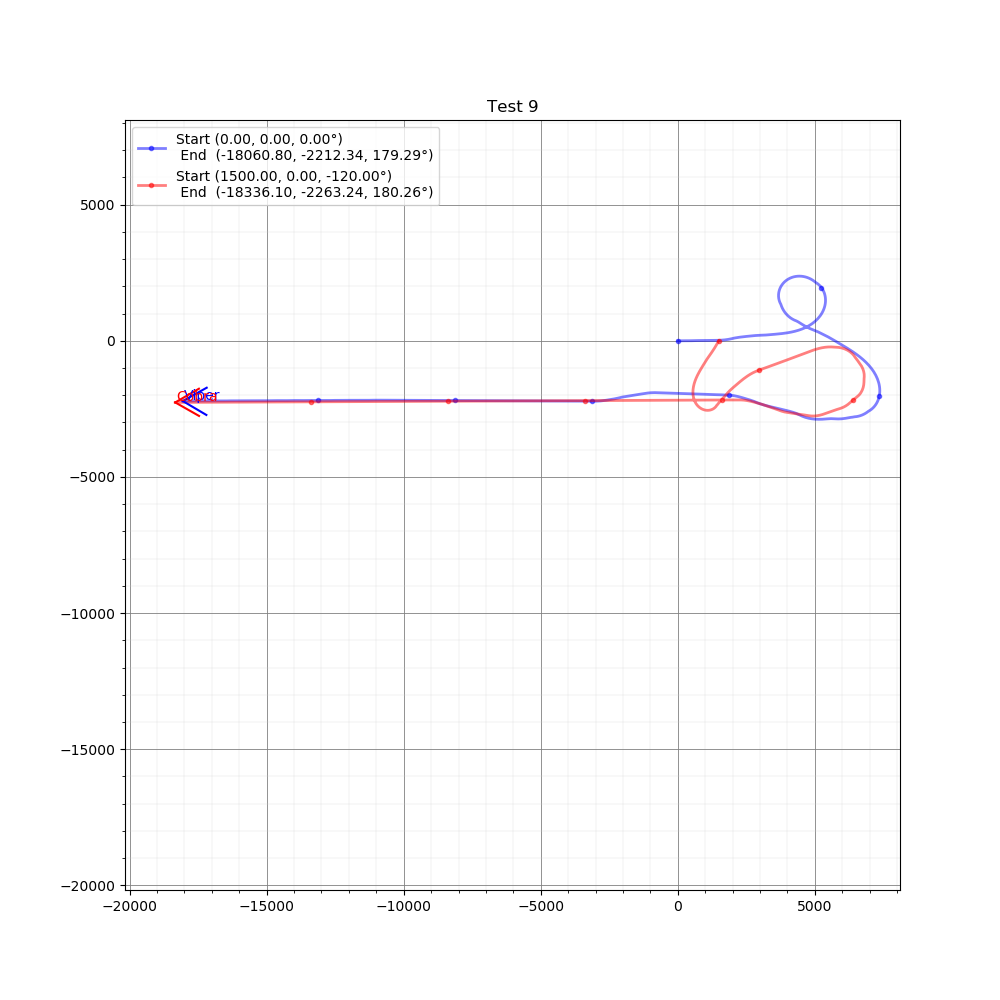 Test 9
Start (0.00, 0.00, 0.00°)
End  (-18060.80, -2212.34, 179.29°)
Start (1500.00, 0.00, -120.00°)
End  (-18336.10, -2263.24, 180.26°)
5000
0
−5000
−10000
−15000
−20000
Viper
−20000 −15000 −10000 −5000 0 5000